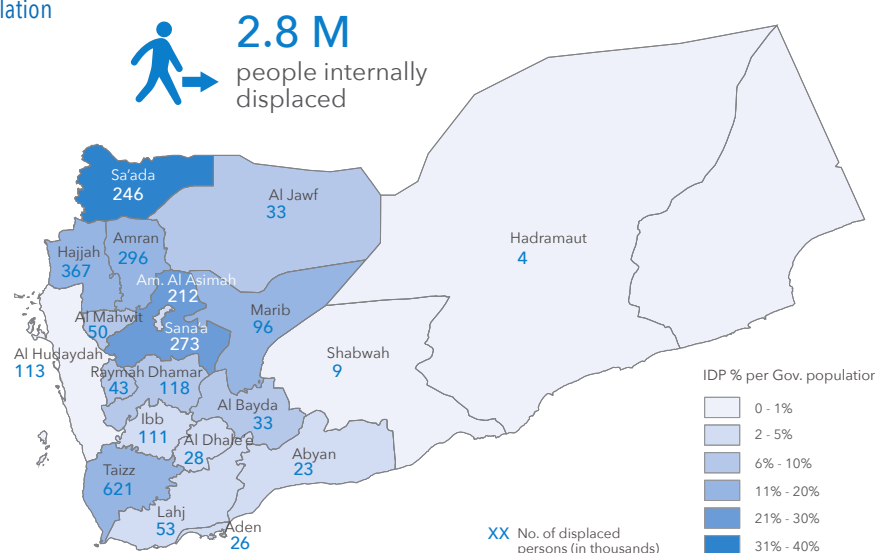 lation
2.8 M
people internally
displaced
Sa'ada
246
Al Jawf
33
Hajjah
367
Amran
296
Hadramaut
4
Am. Al Asimah
212
Marib
96
Al Mahwit
50
Sana'a
273
Al Hudaydah
113
Shabwah
9
Raymah
43
Dhamar
118
Al Bayda
33
Ibb
111
Al Dhale'e
28
Abyan
23
Taizz
621
Lahj
53
Aden
26
IDP % per Gov. population
0 - 1%
2 - 5%
6% - 10%
11% - 20%
21% - 30%
31% - 40%
XX No. of displaced
persons (in thousands)